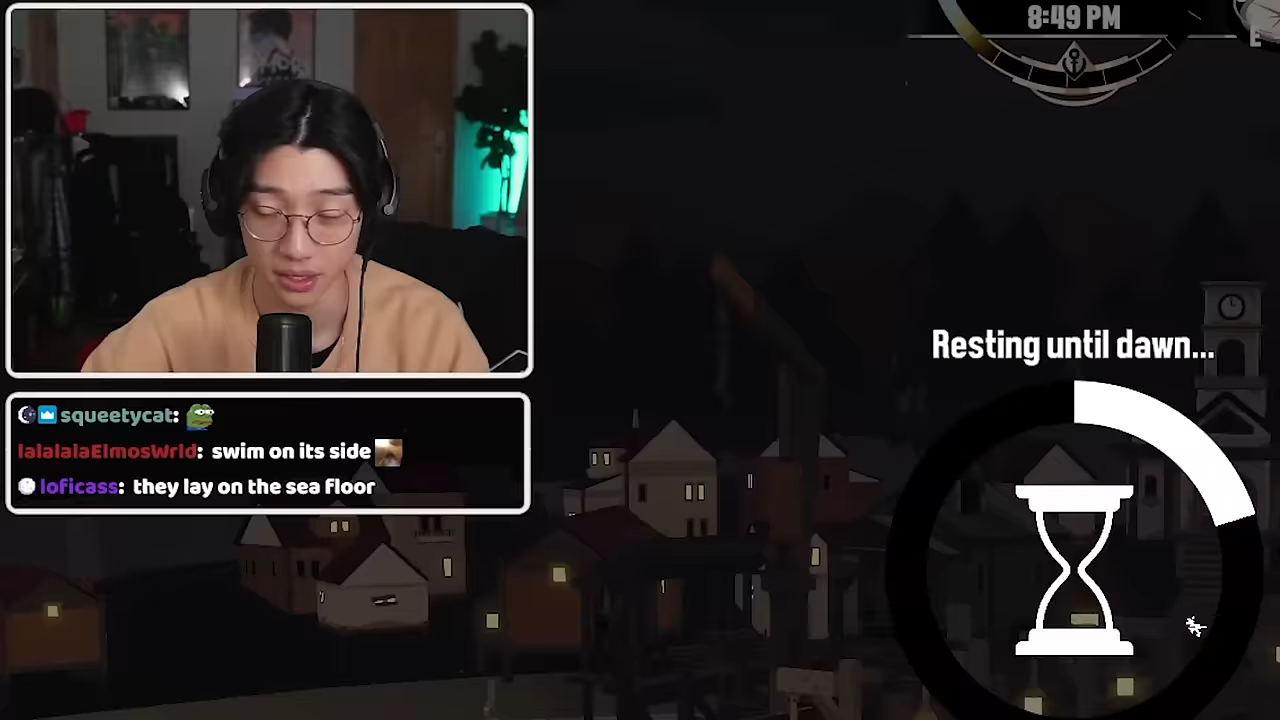 8:49 PM
E
Resting until dawn...
squeetycat:
lalalalaElmosWrld: swim on its side
loficass: they lay on the sea floor